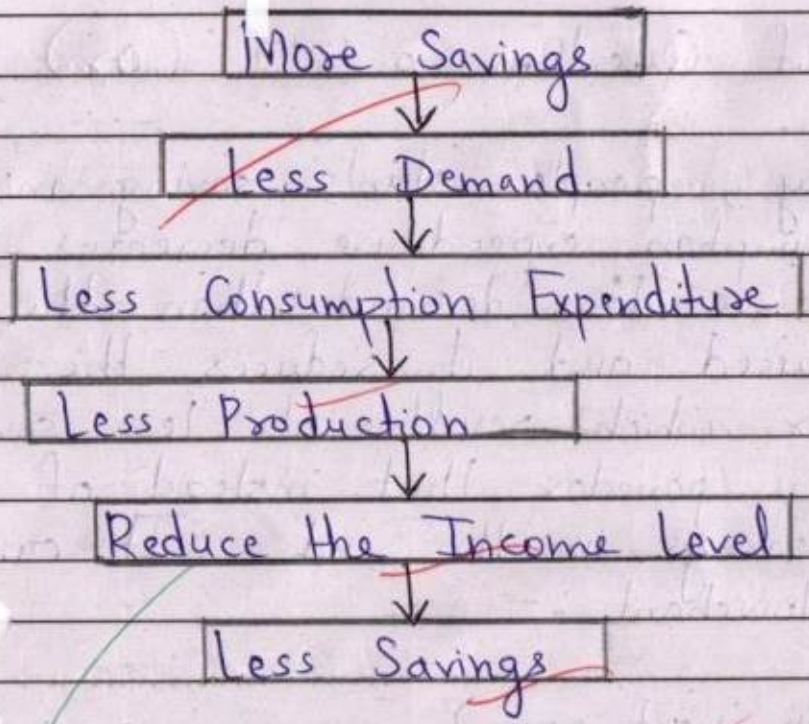 More Savings
Less Demand
Less Consumption Expenditure
Less Production
Reduce the Income Level
Less Savings